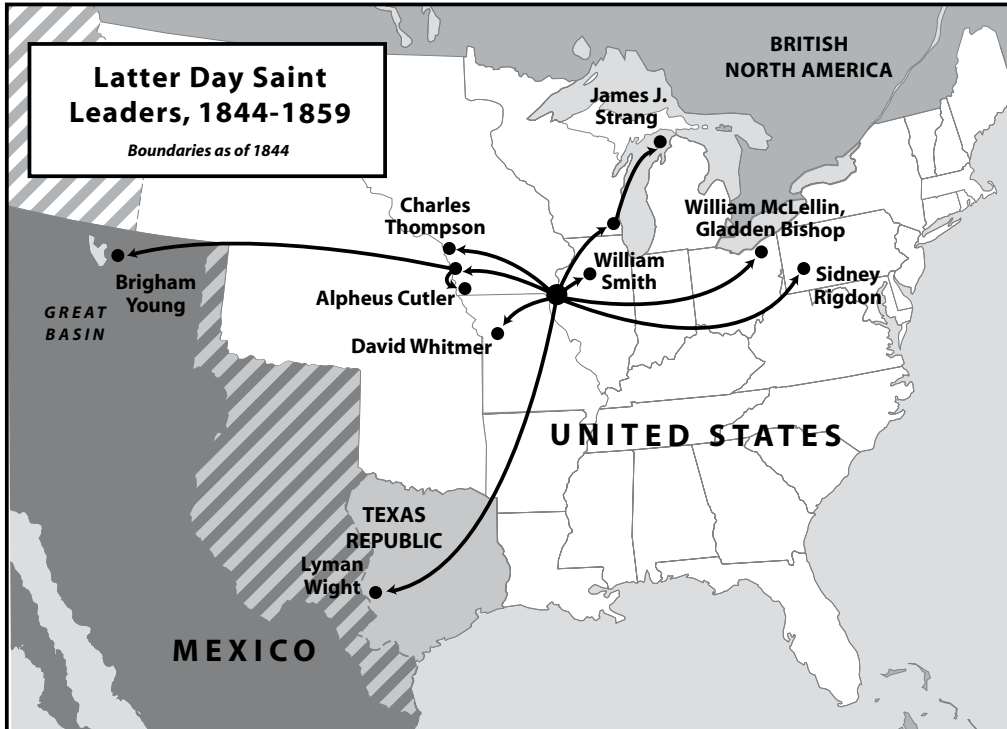 Latter Day Saint
Leaders, 1844-1859
Boundaries as of 1844
BRITISH
NORTH AMERICA
James J.
Strang
Charles
Thompson
William McLellin,
Gladden Bishop
Brigham
Young
William
Smith
Alpheus Cutler
Sidney
Rigdon
GREAT
BASIN
David Whitmer
UNITED STATES
TEXAS
REPUBLIC
Lyman
Wight
MEXICO